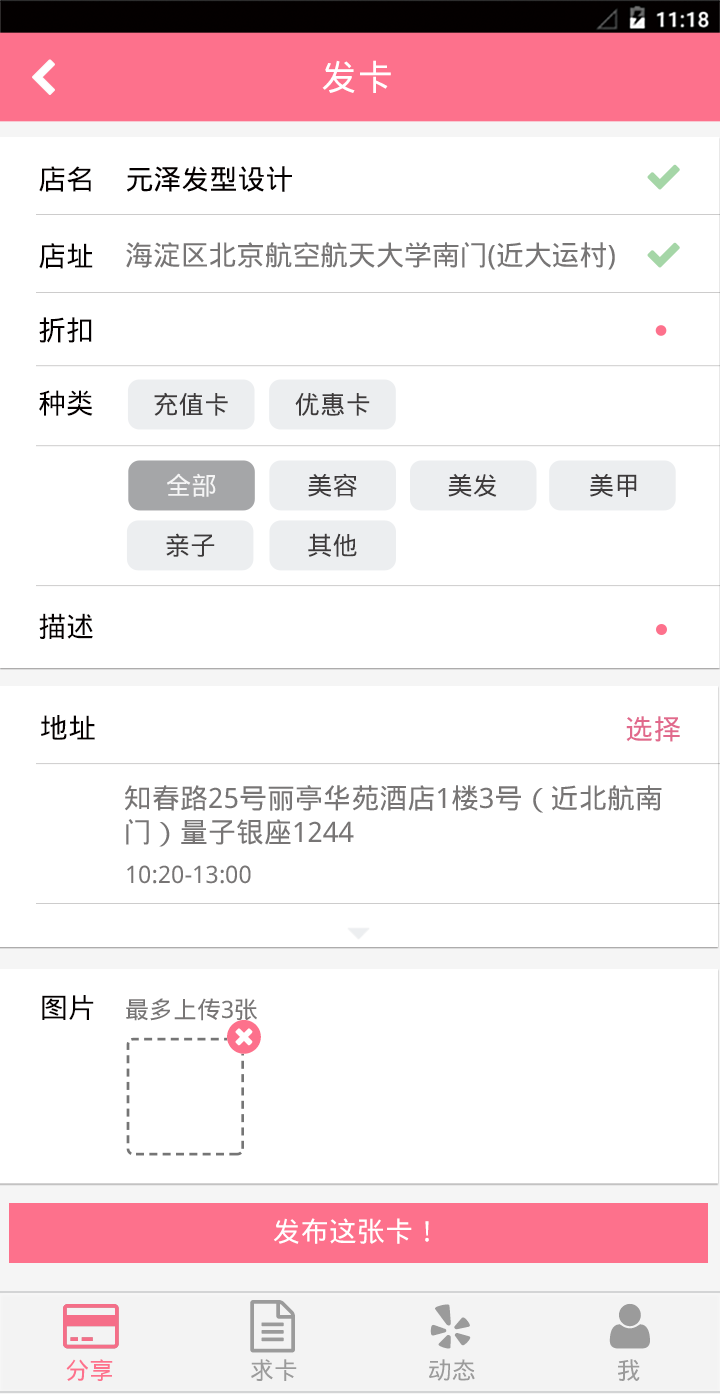 11:18
发卡
店名 元泽发型设计
店址 海淀区北京航空航天大学南门(近大运村)
折扣
种类 充值卡 优惠卡
全部 美容 美发 美甲
亲子 其他
描述
地址 选择
知春路25号丽亭华苑酒店1楼3号（近北航南
门）量子银座1244
10:20-13:00
图片 最多上传3张
发布这张卡！
分享 求卡 动态 我